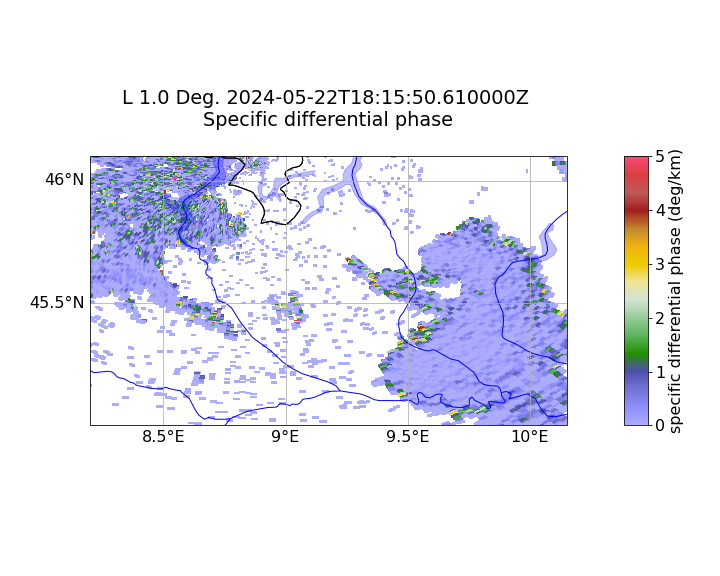 L 1.0 Deg. 2024-05-22T18:15:50.610000Z
Specific differential phase
46°N
45.5°N
8.5°E
9°E
9.5°E
10°E
5
4
3
2
1
0
specific differential phase (deg/km)